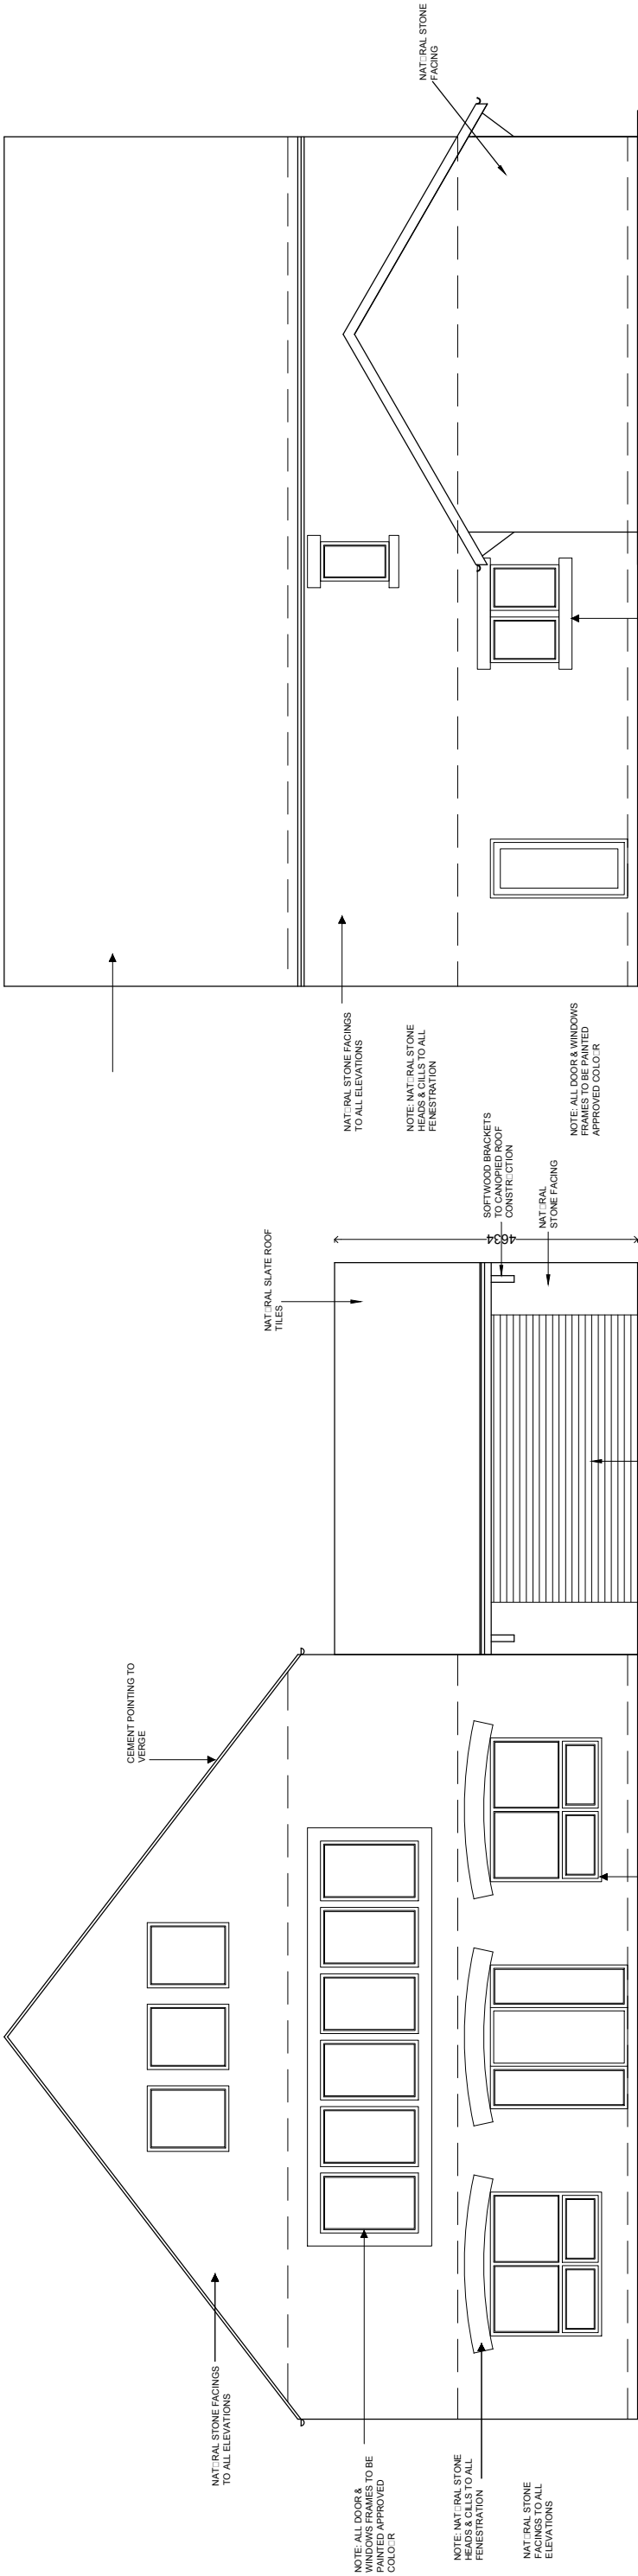 CEMENT POINTING TO
VERGE
NAT□RAL STONE FACINGS
TO ALL ELEVATIONS
NOTE: ALL DOOR &
WINDOWS FRAMES TO BE
PAINTED APPROVED
COLO□R
NOTE: NAT□RAL STONE
HEADS & CILLS TO ALL
FENESTRATION
NAT□RAL STONE
FACINGS TO ALL
ELEVATIONS
NAT□RAL SLATE ROOF
TILES
4634
SOFTWOOD BRACKETS
TO CANOPIED ROOF
CONSTR□CTION
NAT□RAL
STONE FACING
NAT□RAL STONE FACINGS
TO ALL ELEVATIONS
NOTE: NAT□RAL STONE
HEADS & CILLS TO ALL
FENESTRATION
NOTE: ALL DOOR & WINDOWS
FRAMES TO BE PAINTED
APPROVED COLO□R
NAT□RAL STONE
FACING